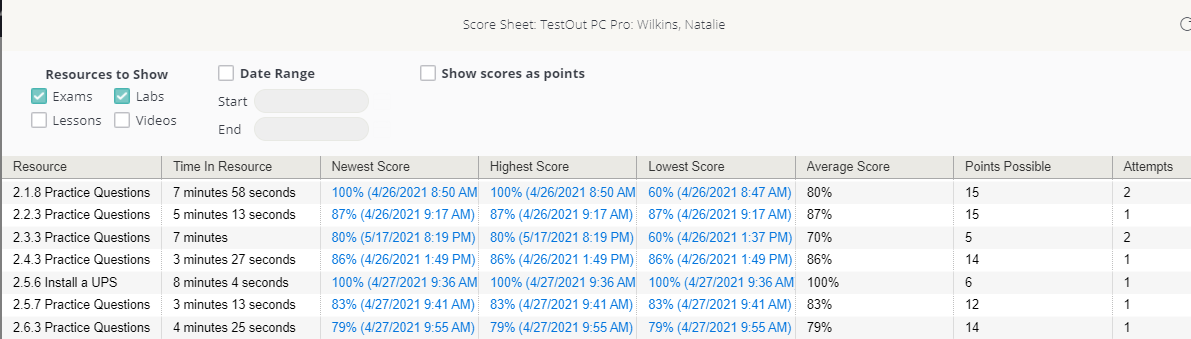 Score Sheet: TestOut PC Pro: Wilkins, Natalie
Resources to Show Date Range Show scores as points
Exams Labs Start
Lessons Videos End
Resource Time In Resource Newest Score Highest Score Lowest Score Average Score Points Possible Attempts
2.1.8 Practice Questions 7 minutes 58 seconds 100% (4/26/2021 8:50 AM 100% (4/26/2021 8:50 AM 60% (4/26/2021 8:47 AM) 80% 15 2
2.2.3 Practice Questions 5 minutes 13 seconds 87% (4/26/2021 9:17 AM) 87% (4/26/2021 9:17 AM) 87% (4/26/2021 9:17 AM) 87% 15 1
2.3.3 Practice Questions 7 minutes 80% (5/17/2021 8:19 PM) 80% (5/17/2021 8:19 PM) 60% (4/26/2021 1:37 PM) 70% 5 2
2.4.3 Practice Questions 3 minutes 27 seconds 86% (4/26/2021 1:49 PM) 86% (4/26/2021 1:49 PM) 86% (4/26/2021 1:49 PM) 86% 14 1
2.5.6 Install a UPS 8 minutes 4 seconds 100% (4/27/2021 9:36 AM 100% (4/27/2021 9:36 AM 100% (4/27/2021 9:36 AM 100% 6 1
2.5.7 Practice Questions 3 minutes 13 seconds 83% (4/27/2021 9:41 AM) 83% (4/27/2021 9:41 AM) 83% (4/27/2021 9:41 AM) 83% 12 1
2.6.3 Practice Questions 4 minutes 25 seconds 79% (4/27/2021 9:55 AM) 79% (4/27/2021 9:55 AM) 79% (4/27/2021 9:55 AM) 79% 14 1